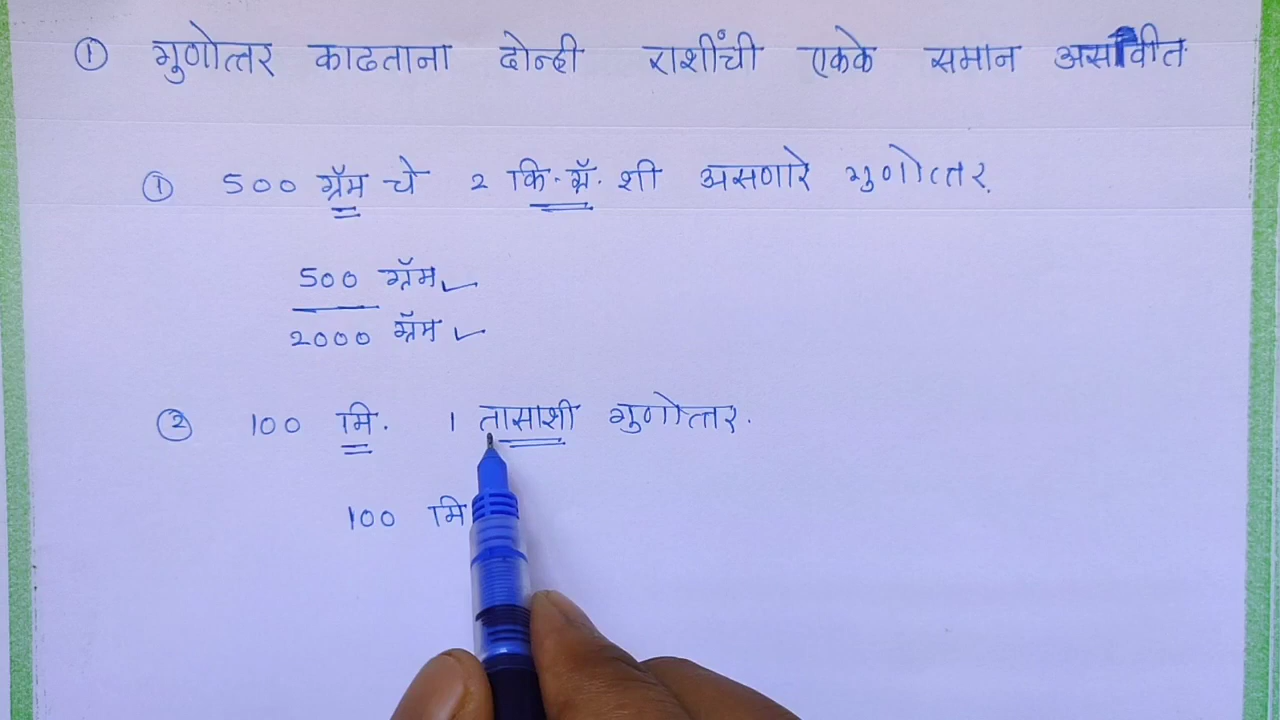 ① गुणोत्तर काढताना दोन्ही राशींची एकके समान असावीत
① 500 ग्रॅम चे 2 कि.ग्रॅ. शी असणारे गुणोत्तर.
500 ग्रॅम
2000 ग्रॅम
② 100 मि. 1 तासाशी गुणोत्तर.
100 मि